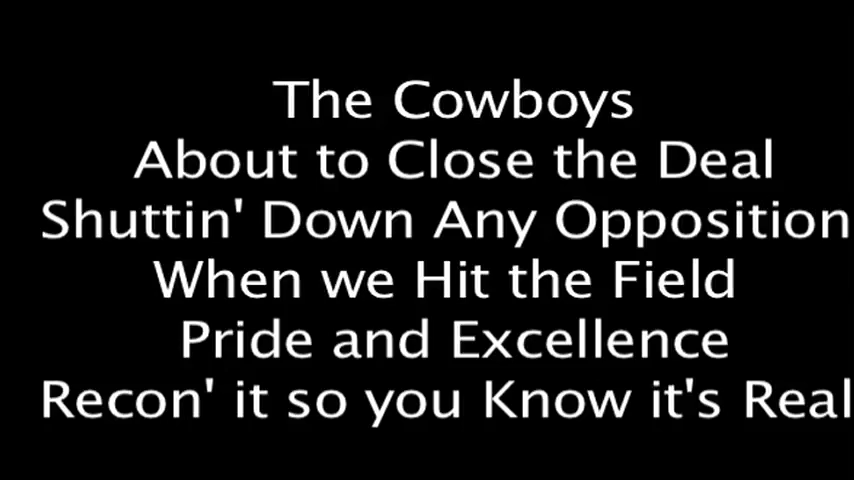 The Cowboys
About to Close the Deal
Shuttin' Down Any Opposition
When we Hit the Field
Pride and Excellence
Recon' it so you Know it's Real